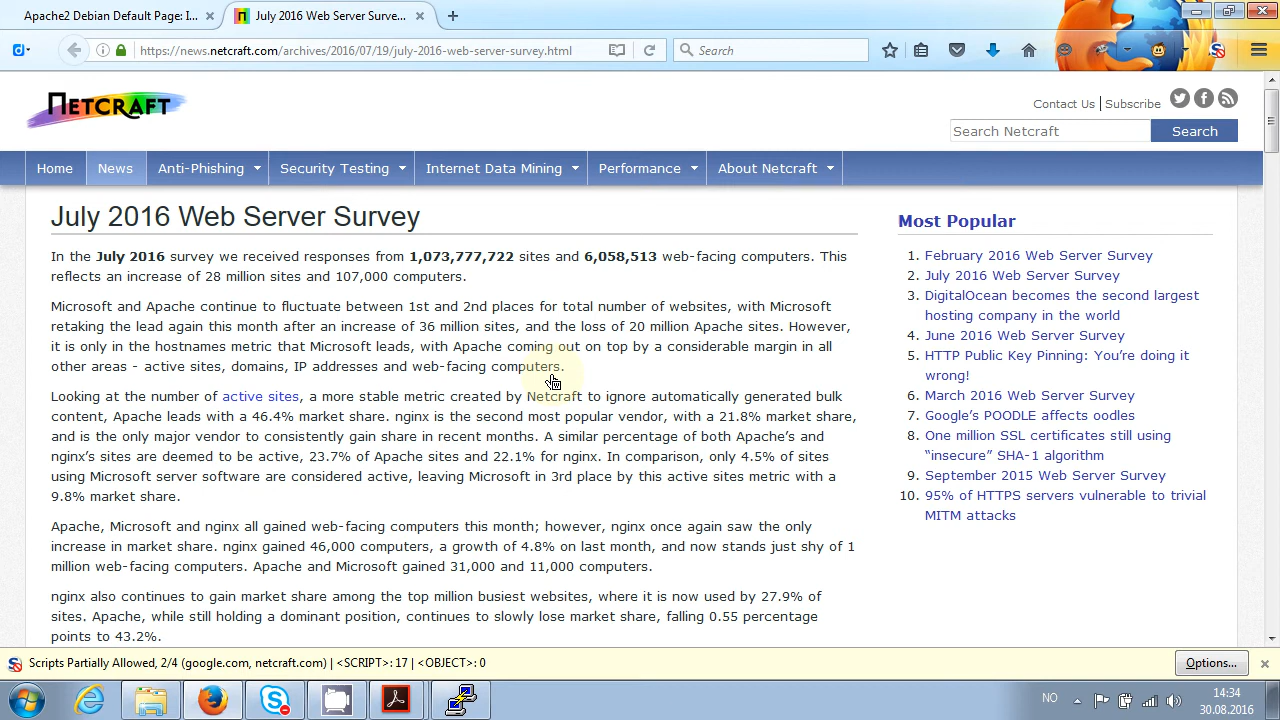 Apache2 Debian Default Page: I...
July 2016 Web Server Surve...
https://news.netcraft.com/archives/2016/07/19/july-2016-web-server-survey.html
Search
NETCRAFT
Contact Us | Subscribe
Search Netcraft
Search
Home
News
Anti-Phishing
Security Testing
Internet Data Mining
Performance
About Netcraft
July 2016 Web Server Survey
In the July 2016 survey we received responses from 1,073,777,722 sites and 6,058,513 web-facing computers. This
reflects an increase of 28 million sites and 107,000 computers.
Microsoft and Apache continue to fluctuate between 1st and 2nd places for total number of websites, with Microsoft
retaking the lead again this month after an increase of 36 million sites, and the loss of 20 million Apache sites. However,
it is only in the hostnames metric that Microsoft leads, with Apache coming out on top by a considerable margin in all
other areas - active sites, domains, IP addresses and web-facing computers.
Looking at the number of active sites, a more stable metric created by Netcraft to ignore automatically generated bulk
content, Apache leads with a 46.4% market share. nginx is the second most popular vendor, with a 21.8% market share,
and is the only major vendor to consistently gain share in recent months. A similar percentage of both Apache's and
nginx's sites are deemed to be active, 23.7% of Apache sites and 22.1% for nginx. In comparison, only 4.5% of sites
using Microsoft server software are considered active, leaving Microsoft in 3rd place by this active sites metric with a
9.8% market share.
Apache, Microsoft and nginx all gained web-facing computers this month; however, nginx once again saw the only
increase in market share. nginx gained 46,000 computers, a growth of 4.8% on last month, and now stands just shy of 1
million web-facing computers. Apache and Microsoft gained 31,000 and 11,000 computers.
nginx also continues to gain market share among the top million busiest websites, where it is now used by 27.9% of
sites. Apache, while still holding a dominant position, continues to slowly lose market share, falling 0.55 percentage
points to 43.2%.
Most Popular
1. February 2016 Web Server Survey
2. July 2016 Web Server Survey
3. DigitalOcean becomes the second largest
hosting company in the world
4. June 2016 Web Server Survey
5. HTTP Public Key Pinning: You're doing it
wrong!
6. March 2016 Web Server Survey
7. Google's POODLE affects oodles
8. One million SSL certificates still using
"insecure" SHA-1 algorithm
9. September 2015 Web Server Survey
10. 95% of HTTPS servers vulnerable to trivial
MITM attacks
Scripts Partially Allowed, 2/4 (google.com, netcraft.com) | <SCRIPT>: 17 | <OBJECT>: 0
Options...
NO
14:34
30.08.2016